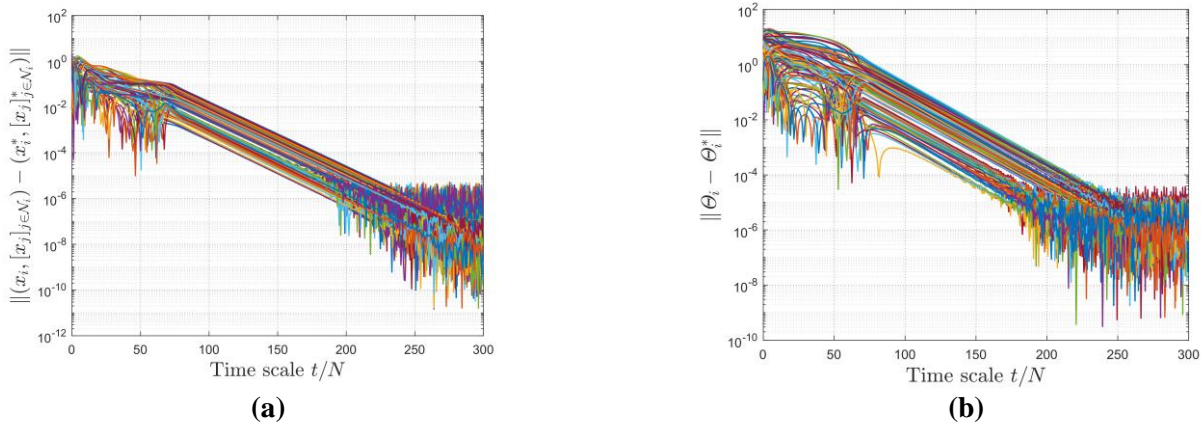 10^2
10^0
10^-2
10^-4
10^-6
10^-8
10^-10
10^-12
‖(x_i, [x_j]_{j∈𝒩_i}) − (x_i^*, [x_j]^*_{j∈𝒩_i})‖
0 50 100 150 200 250 300
Time scale t/N
(a)
10^2
10^0
10^-2
10^-4
10^-6
10^-8
10^-10
‖Θ_i − Θ_i^*‖
0 50 100 150 200 250 300
Time scale t/N
(b)